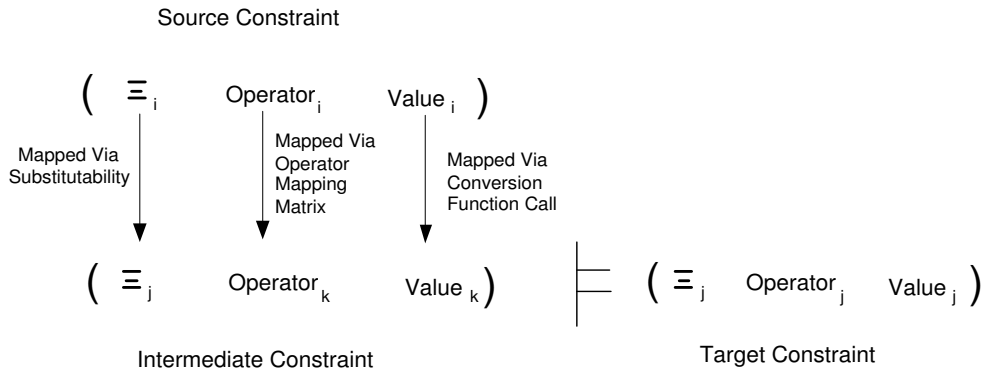 Source Constraint
( Ξ i Operator i Value i )
Mapped Via
Substitutability
Mapped Via
Operator
Mapping
Matrix
Mapped Via
Conversion
Function Call
( Ξ j Operator k Value k ) ⊨ ( Ξ j Operator j Value j )
Intermediate Constraint
Target Constraint